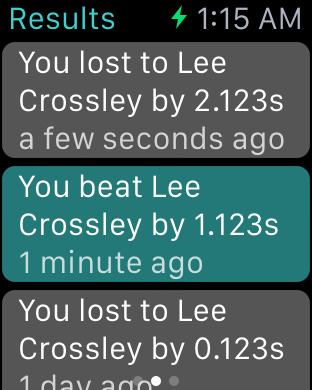 Results 1:15 AM
You lost to Lee
Crossley by 2.123s
a few seconds ago
You beat Lee
Crossley by 1.123s
1 minute ago
You lost to Lee
Crossley by 0.123s
1 day ago